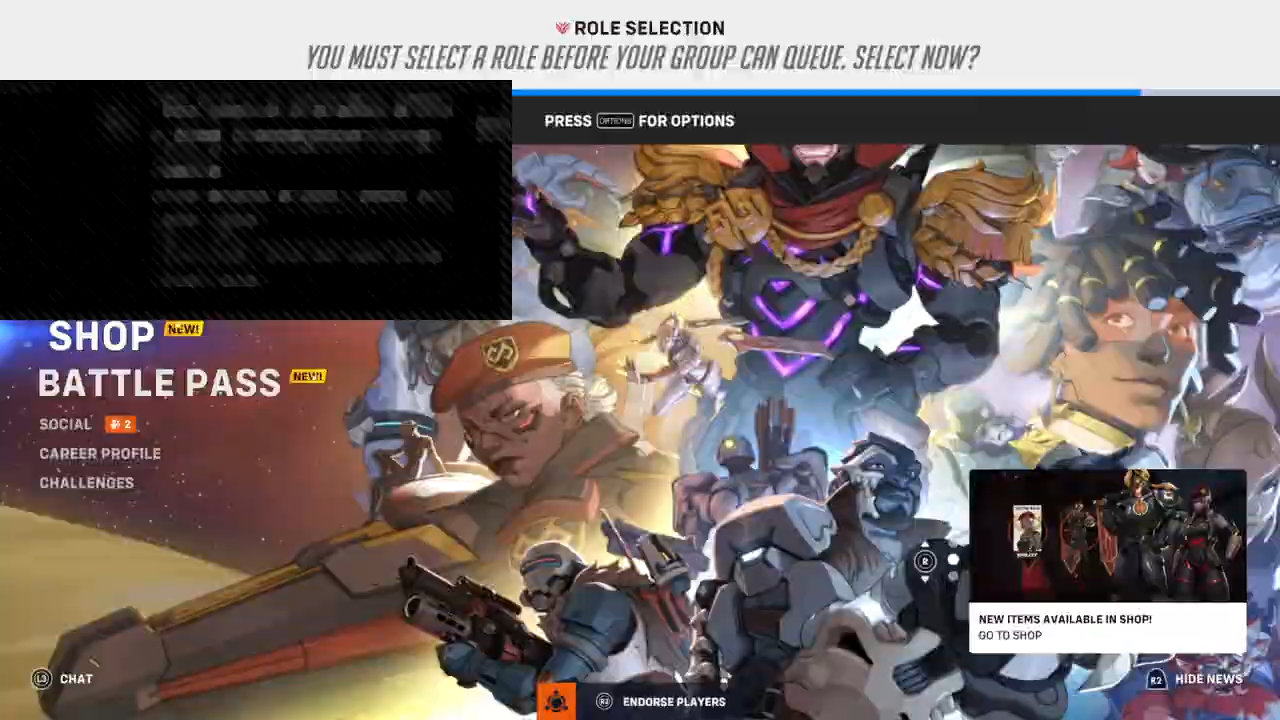 ROLE SELECTION
YOU MUST SELECT A ROLE BEFORE YOUR GROUP CAN QUEUE. SELECT NOW?
PRESS OPTIONS FOR OPTIONS
SHOP NEW!
BATTLE PASS NEW!
SOCIAL 2
CAREER PROFILE
CHALLENGES
R
NEW ITEMS AVAILABLE IN SHOP!
GO TO SHOP
L3 CHAT
R2 HIDE NEWS
R3 ENDORSE PLAYERS